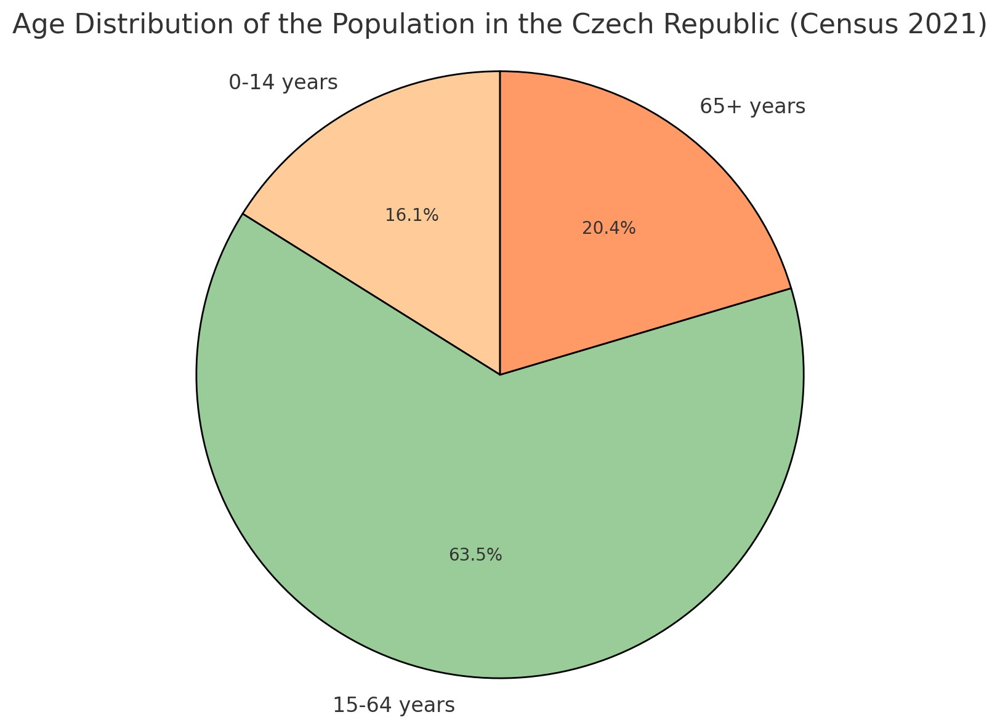 Age Distribution of the Population in the Czech Republic (Census 2021)
0-14 years
65+ years
16.1%
20.4%
63.5%
15-64 years